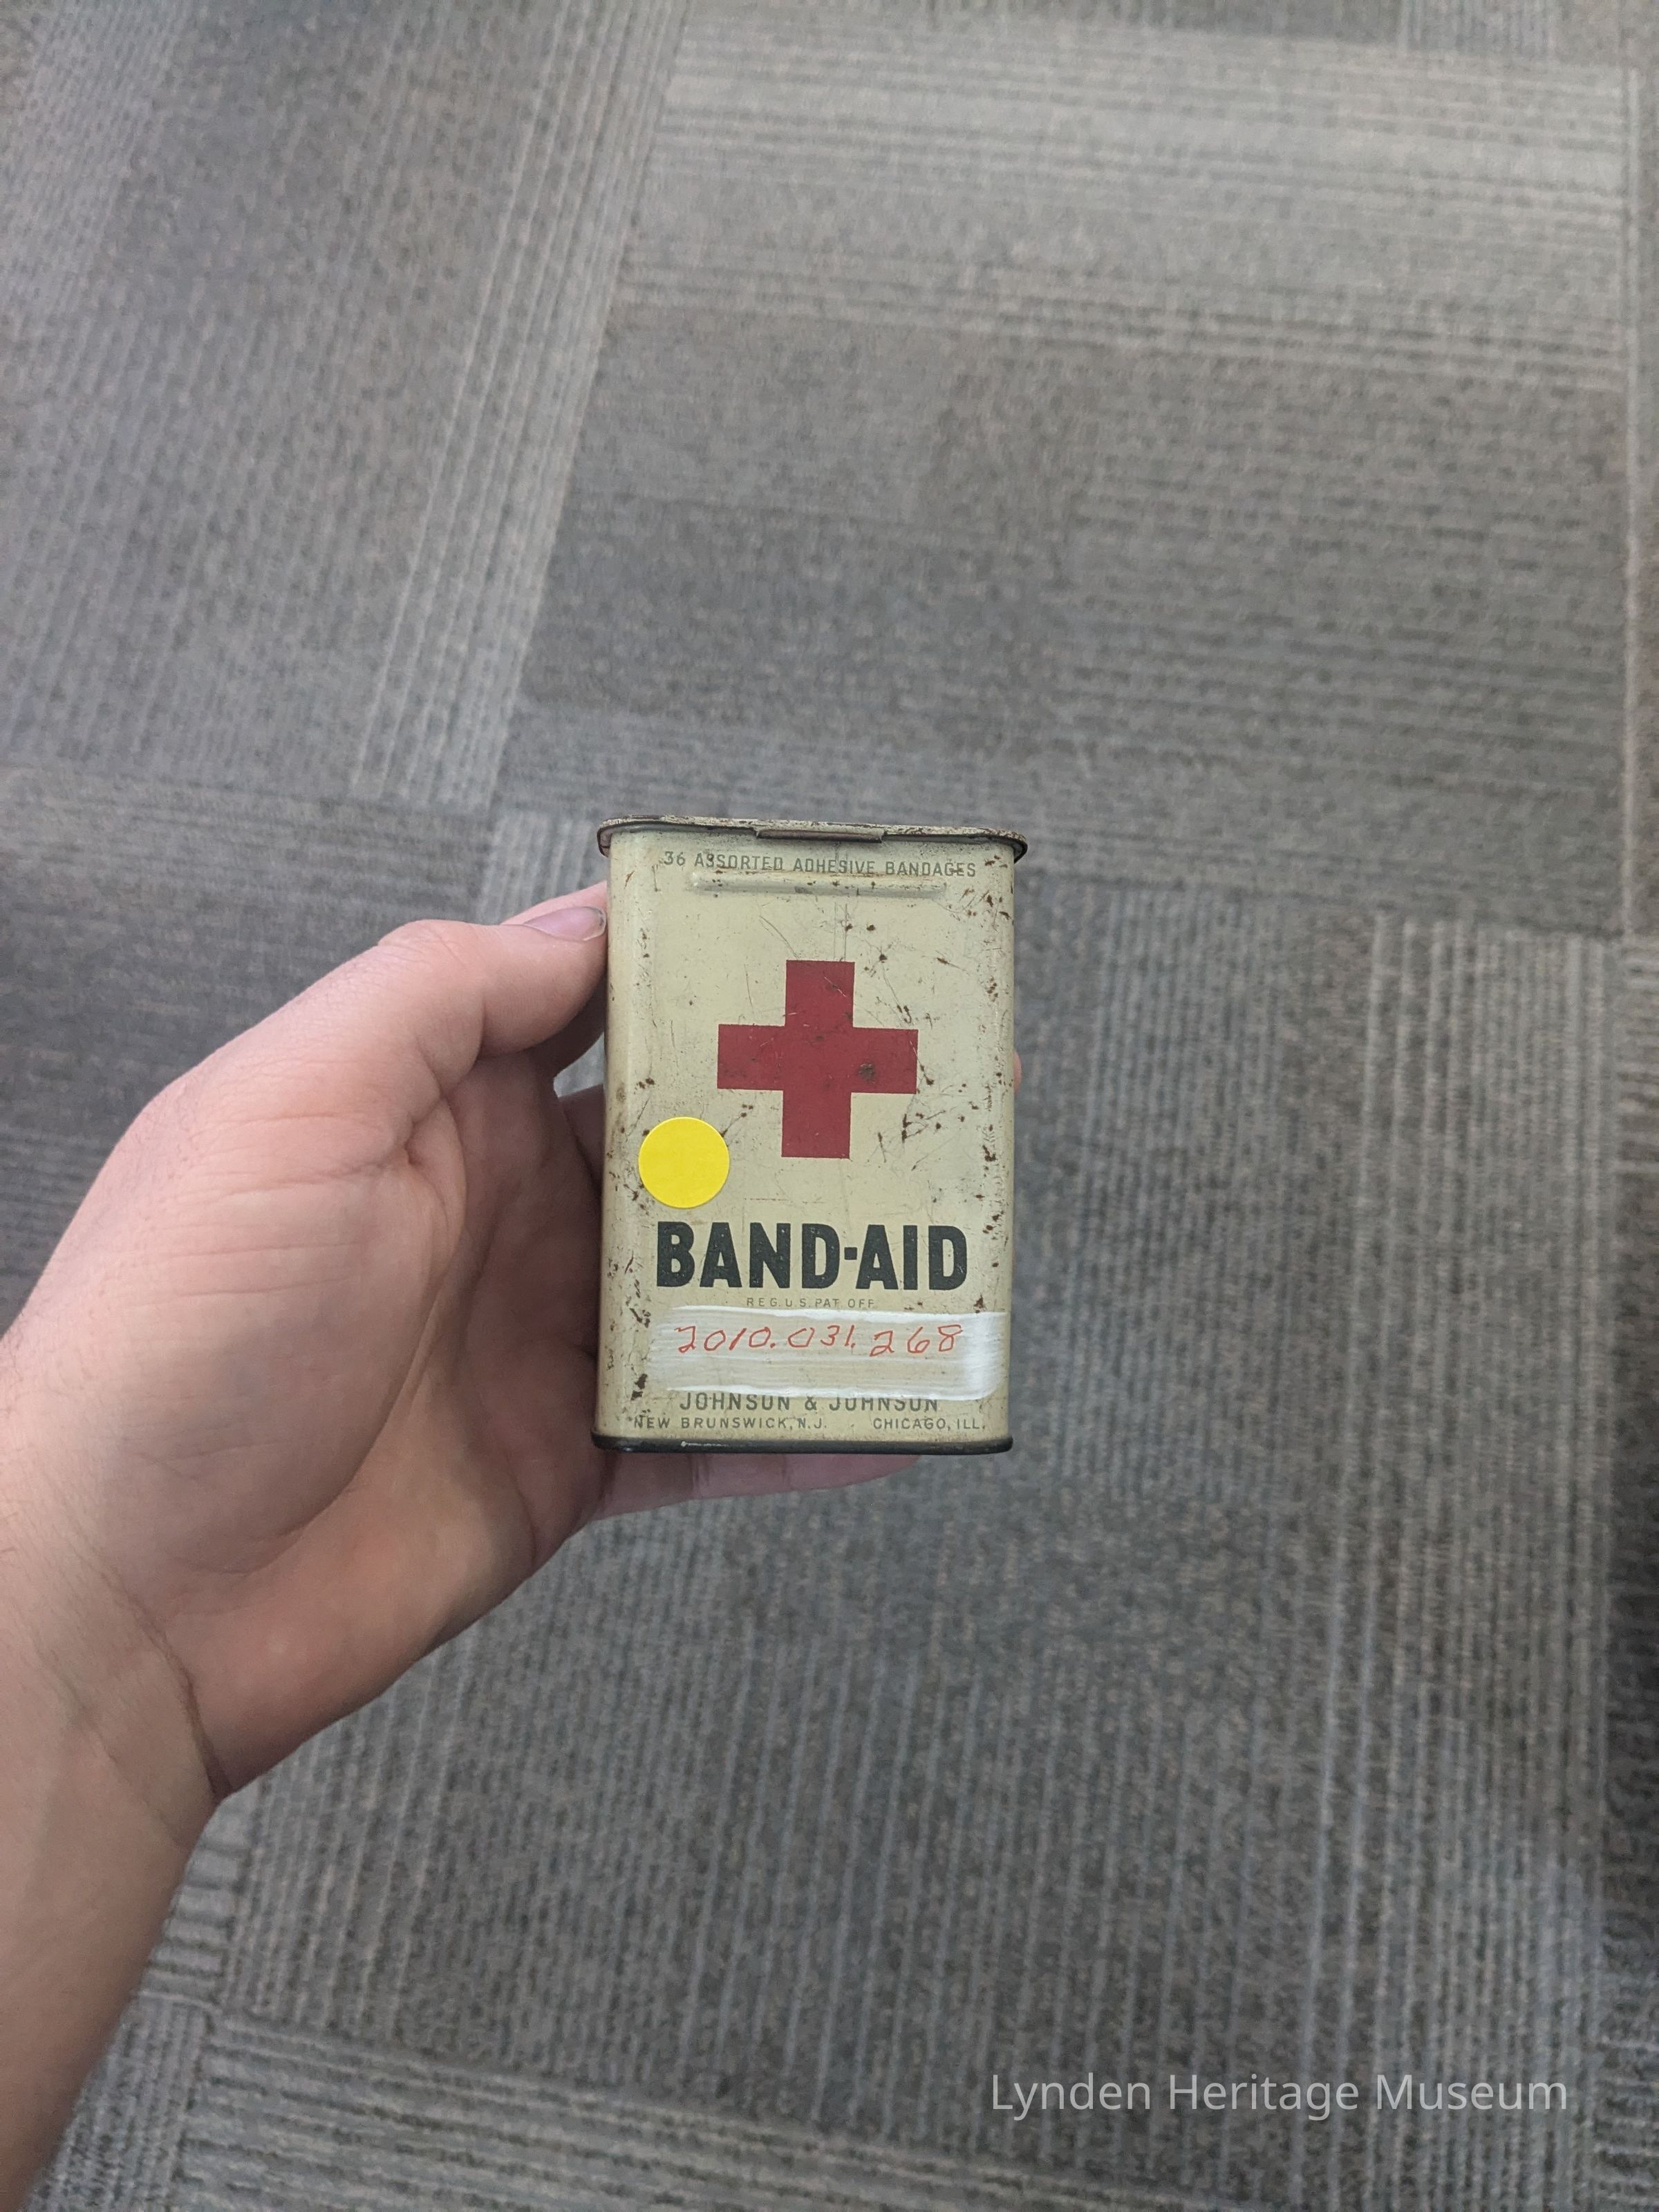 36 ASSORTED ADHESIVE BANDAGES
BAND-AID
REG. U.S. PAT. OFF.
2010.031.268
JOHNSON & JOHNSON
NEW BRUNSWICK, N.J. CHICAGO, ILL.
Lynden Heritage Museum